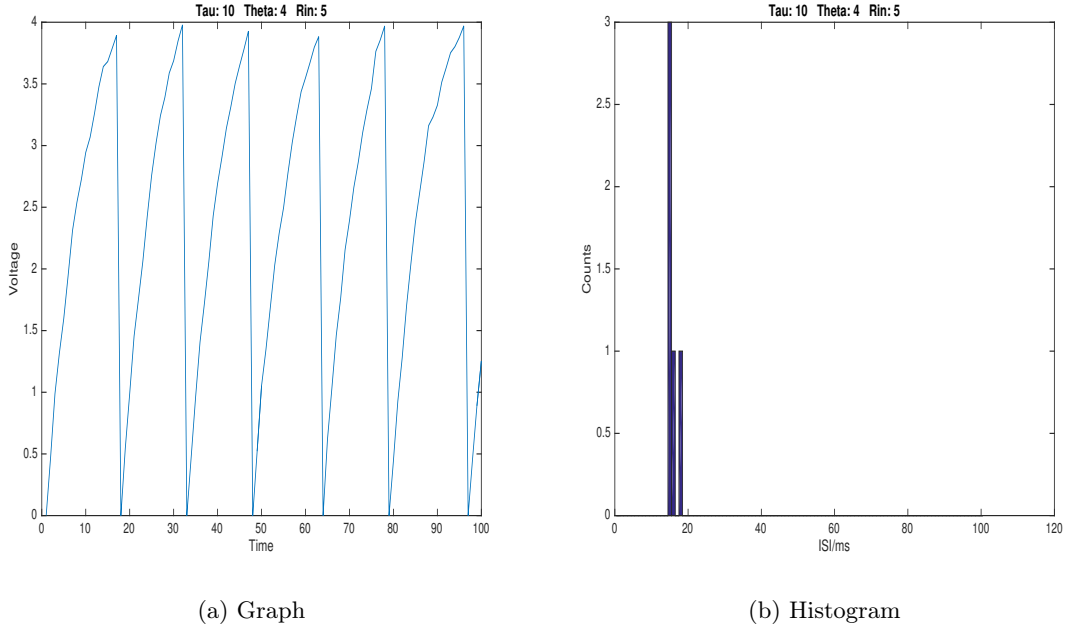 Tau: 10 Theta: 4 Rin: 5
4
3.5
3
2.5
2
1.5
1
0.5
0
Voltage
0 10 20 30 40 50 60 70 80 90 100
Time
(a) Graph
Tau: 10 Theta: 4 Rin: 5
3
2.5
2
1.5
1
0.5
0
Counts
0 20 40 60 80 100 120
ISI/ms
(b) Histogram